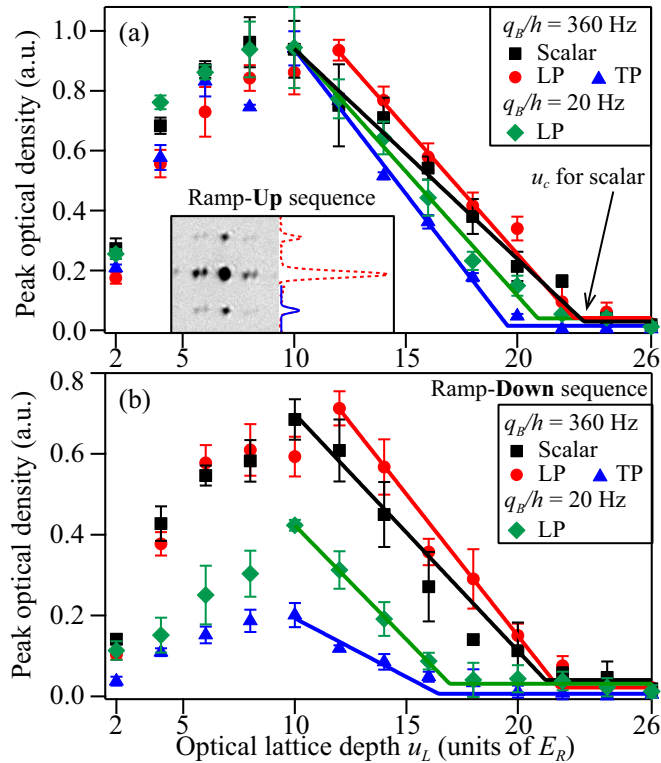 (a)
q_B/h = 360 Hz
Scalar
LP TP
q_B/h = 20 Hz
LP
u_c for scalar
Ramp-Up sequence
Peak optical density (a.u.)
1.0
0.8
0.6
0.4
0.2
0.0
2 6 10 15 20 26
(b)
Ramp-Down sequence
q_B/h = 360 Hz
Scalar
LP TP
q_B/h = 20 Hz
LP
Peak optical density (a.u.)
0.8
0.6
0.4
0.2
0.0
2 6 10 15 20 26
Optical lattice depth u_L (units of E_R)